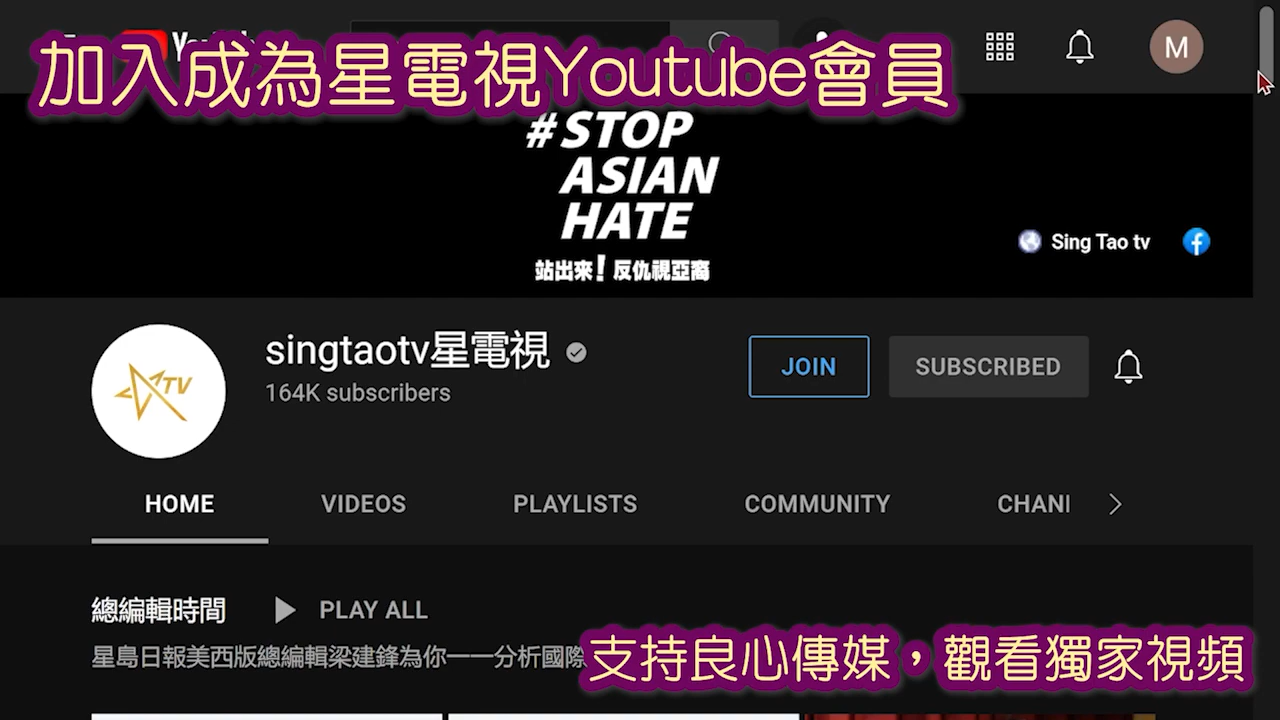 加入成為星電視Youtube會員
M
#STOP
ASIAN
HATE
站出來！反仇視亞裔
Sing Tao tv
TV
singtaotv星電視
164K subscribers
JOIN
SUBSCRIBED
HOME
VIDEOS
PLAYLISTS
COMMUNITY
CHANI
總編輯時間
PLAY ALL
星島日報美西版總編輯梁建鋒為你一一分析國際
支持良心傳媒，觀看獨家視頻